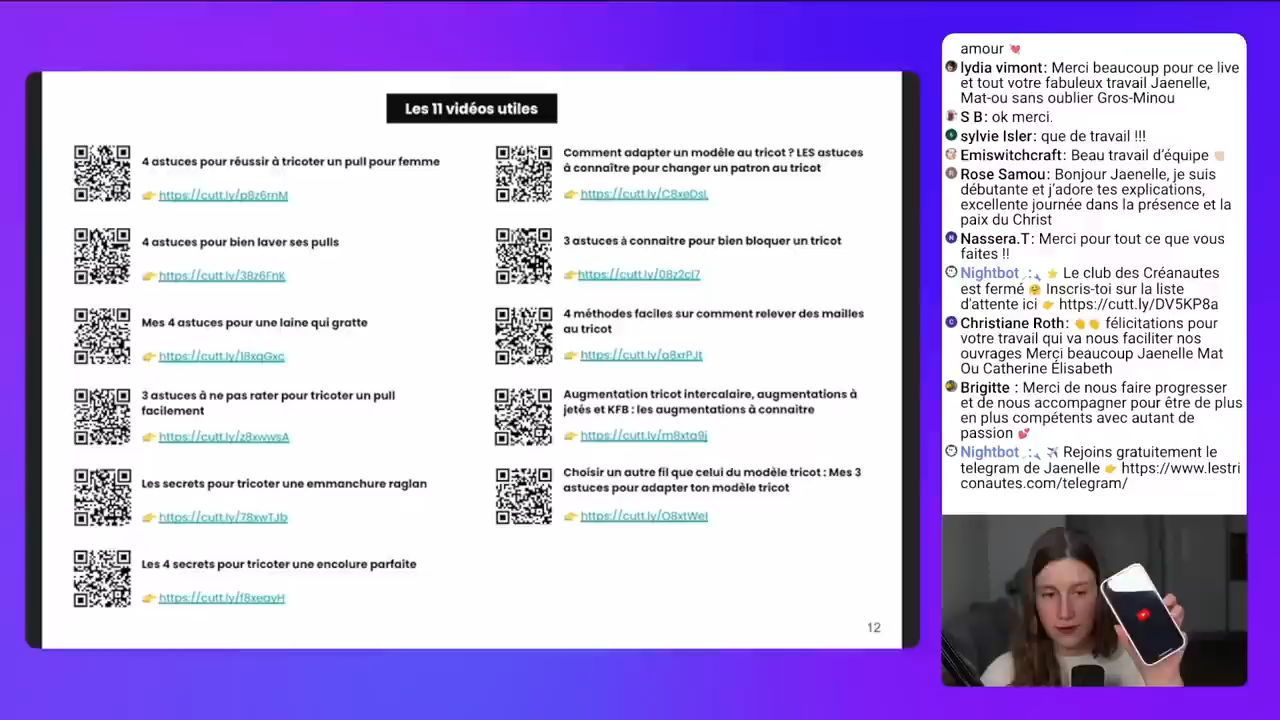 Les 11 vidéos utiles
4 astuces pour réussir à tricoter un pull pour femme
👉 https://cutt.ly/p8z6rnM
4 astuces pour bien laver ses pulls
👉 https://cutt.ly/38z6FnK
Mes 4 astuces pour une laine qui gratte
👉 https://cutt.ly/18xqGxc
3 astuces à ne pas rater pour tricoter un pull
facilement
👉 https://cutt.ly/z8xwwsA
Les secrets pour tricoter une emmanchure raglan
👉 https://cutt.ly/78xwTJb
Les 4 secrets pour tricoter une encolure parfaite
👉 https://cutt.ly/f8xeayH
Comment adapter un modèle au tricot ? LES astuces
à connaître pour changer un patron au tricot
👉 https://cutt.ly/C8xeDsL
3 astuces à connaitre pour bien bloquer un tricot
👉https://cutt.ly/08z2cl7
4 méthodes faciles sur comment relever des mailles
au tricot
👉 https://cutt.ly/a8xrPJt
Augmentation tricot intercalaire, augmentations à
jetés et KFB : les augmentations à connaitre
👉 https://cutt.ly/m8xta9j
Choisir un autre fil que celui du modèle tricot : Mes 3
astuces pour adapter ton modèle tricot
👉 https://cutt.ly/O8xtWeI
12
amour 💘
lydia vimont: Merci beaucoup pour ce live
et tout votre fabuleux travail Jaenelle,
Mat-ou sans oublier Gros-Minou
S B: ok merci.
sylvie Isler: que de travail !!!
Emiswitchcraft: Beau travail d'équipe
Rose Samou: Bonjour Jaenelle, je suis
débutante et j'adore tes explications,
excellente journée dans la présence et la
paix du Christ
Nassera.T: Merci pour tout ce que vous
faites !!
Nightbot ⭐ Le club des Créanautes
est fermé 🤗 Inscris-toi sur la liste
d'attente ici 👉 https://cutt.ly/DV5KP8a
Christiane Roth: 👏👏 félicitations pour
votre travail qui va nous faciliter nos
ouvrages Merci beaucoup Jaenelle Mat
Ou Catherine Élisabeth
Brigitte : Merci de nous faire progresser
et de nous accompagner pour être de plus
en plus compétents avec autant de
passion 💕
Nightbot ✈️ Rejoins gratuitement le
telegram de Jaenelle 👉 https://www.lestri
conautes.com/telegram/